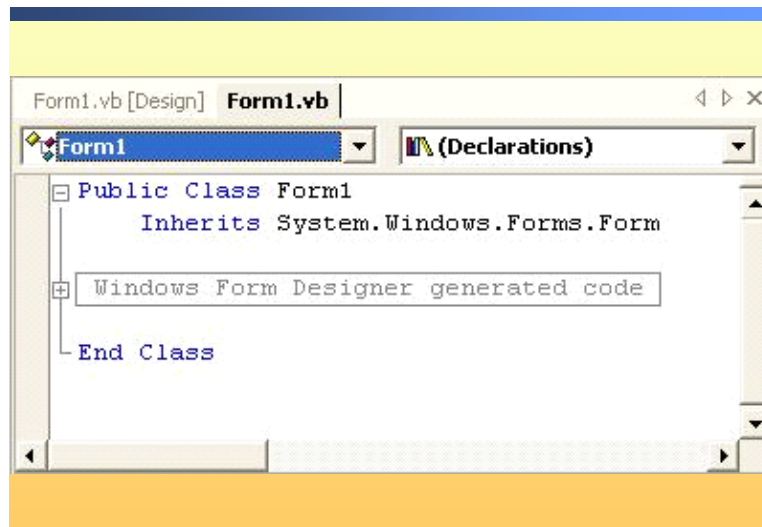 Form1.vb [Design] Form1.vb
Form1 (Declarations)
Public Class Form1
Inherits System.Windows.Forms.Form
Windows Form Designer generated code
End Class